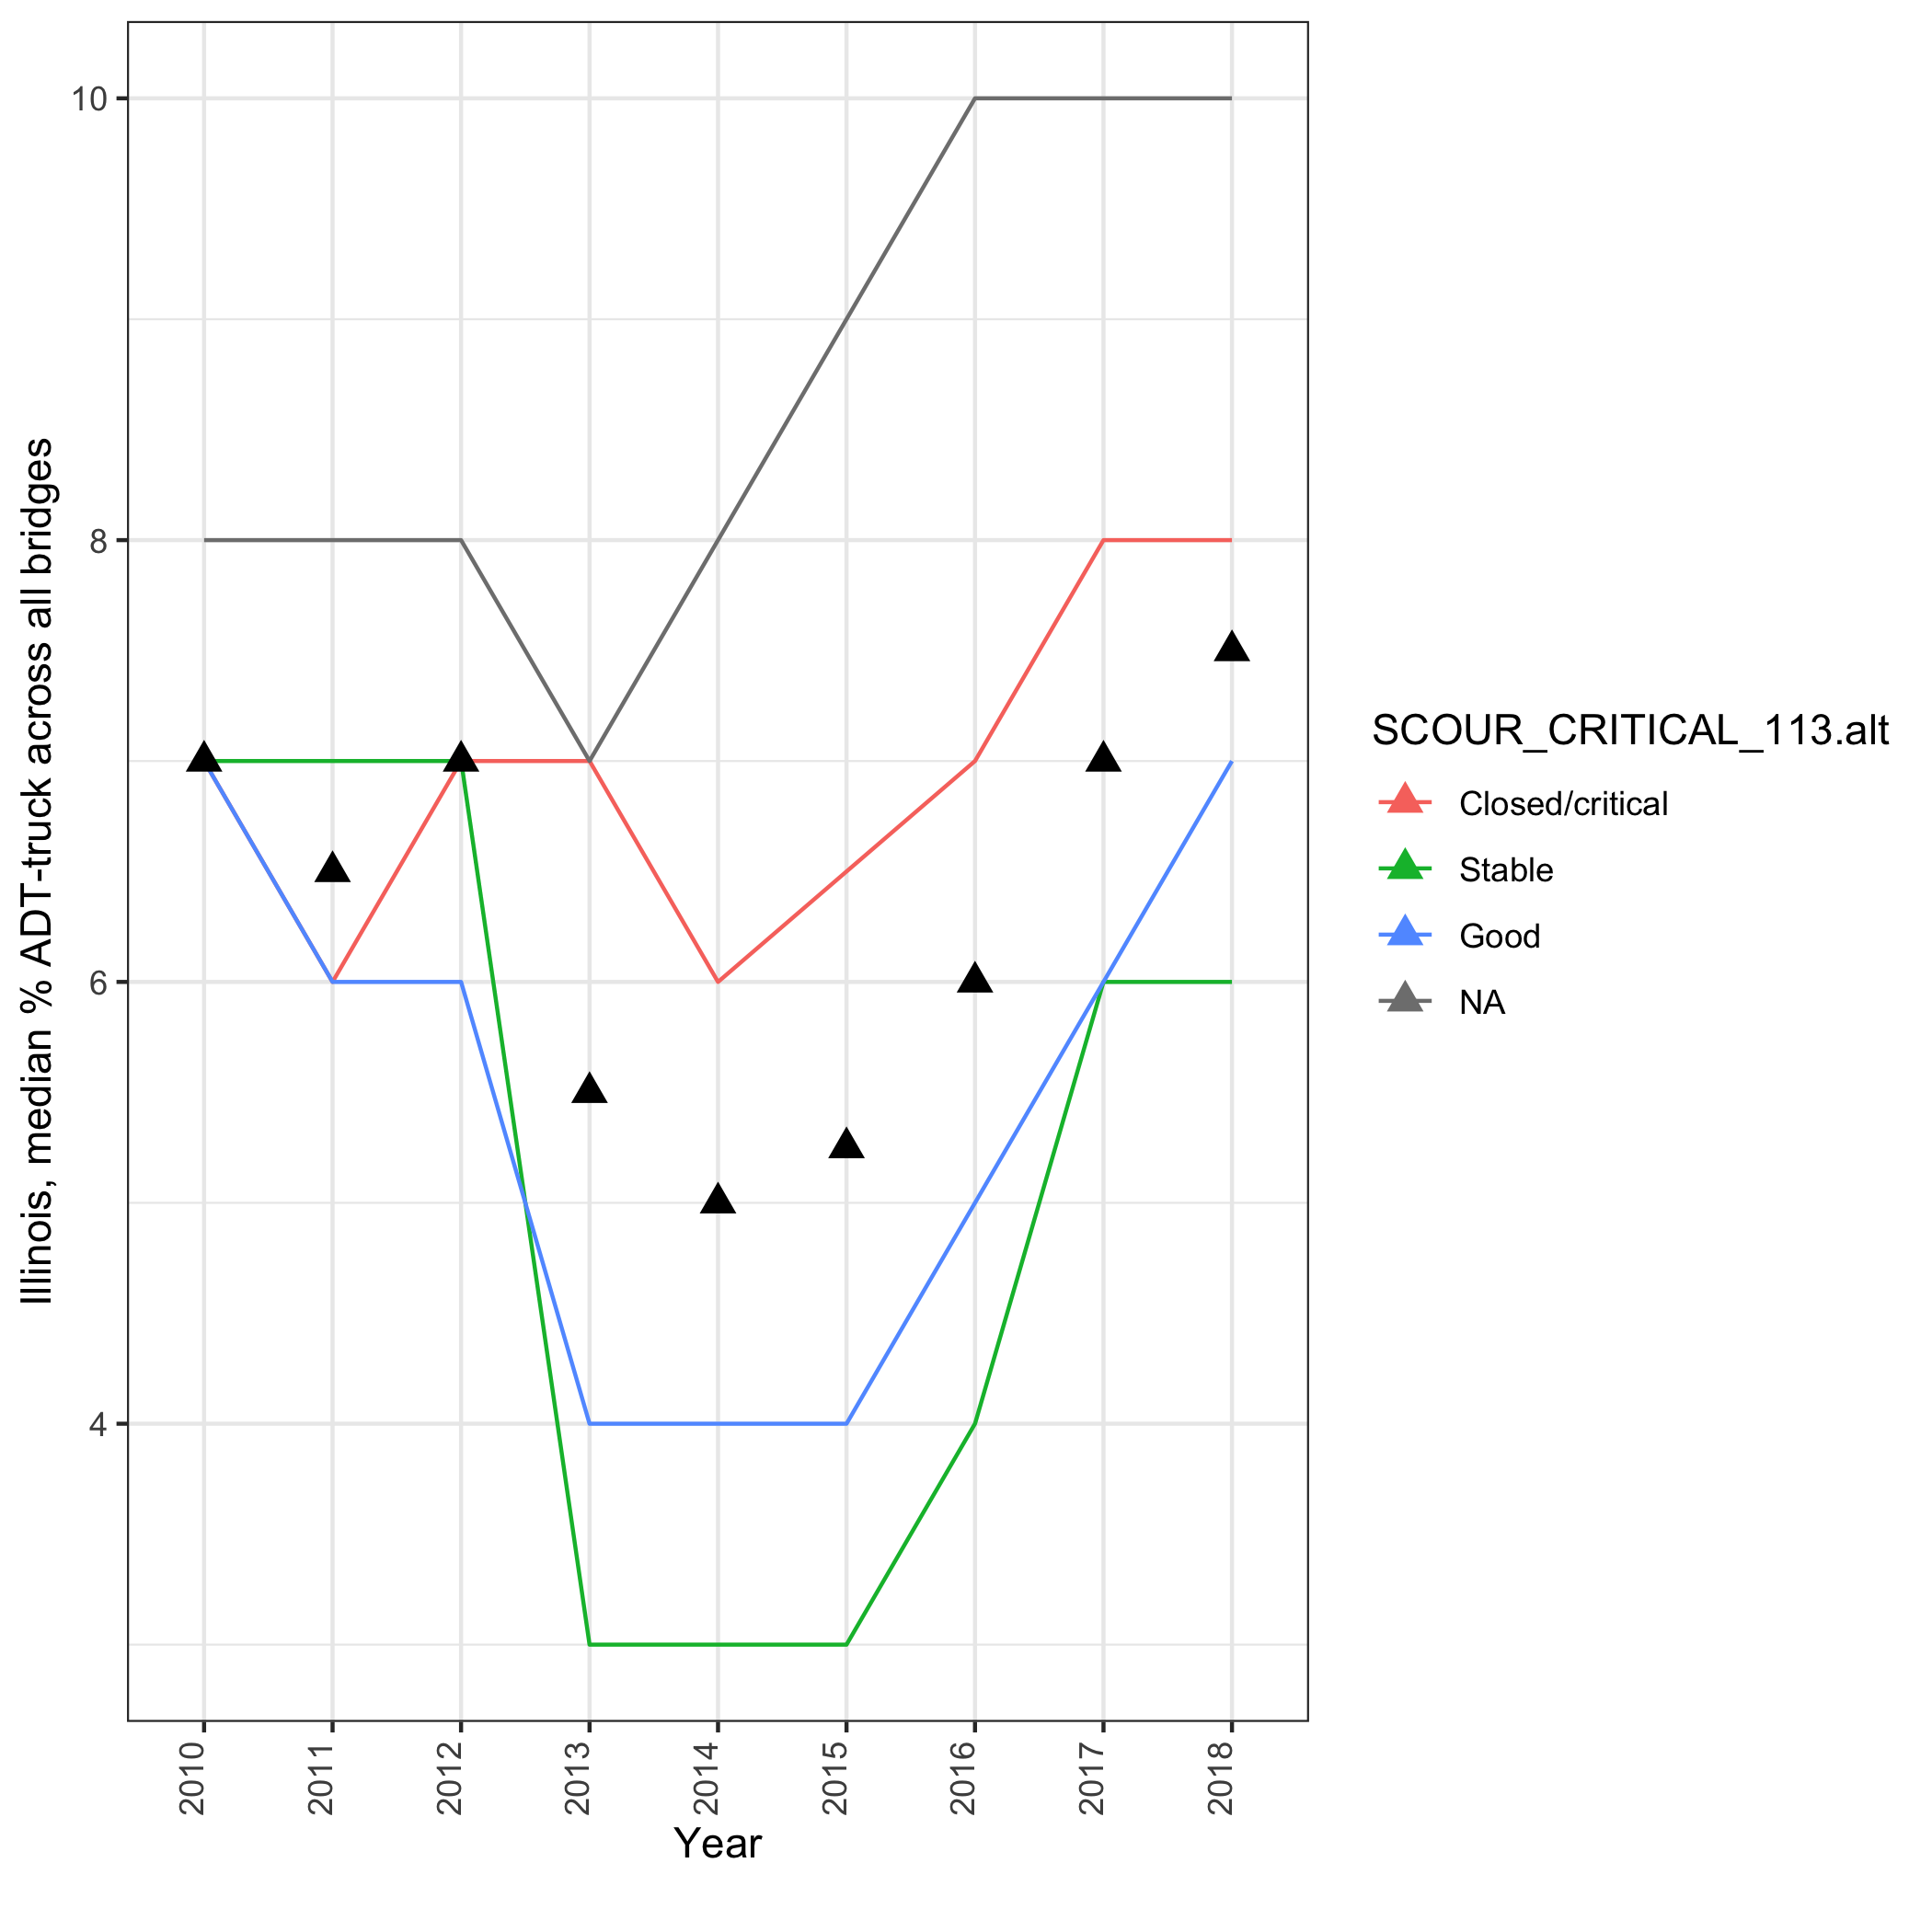 Illinois, median % ADT-truck across all bridges
10
8
6
4
2010
2011
2012
2013
2014
2015
2016
2017
2018
Year
SCOUR_CRITICAL_113.alt
Closed/critical
Stable
Good
NA